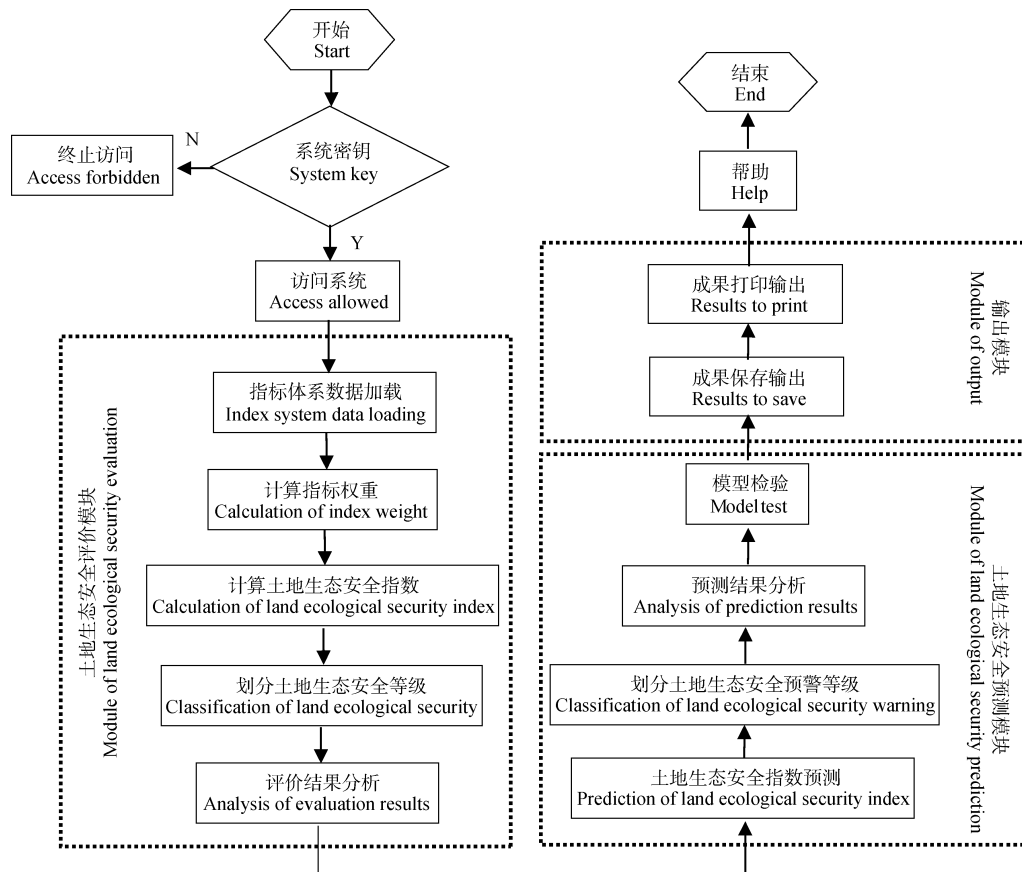 开始
Start
系统密钥
System key
N
终止访问
Access forbidden
Y
访问系统
Access allowed
指标体系数据加载
Index system data loading
计算指标权重
Calculation of index weight
计算土地生态安全指数
Calculation of land ecological security index
划分土地生态安全等级
Classification of land ecological security
评价结果分析
Analysis of evaluation results
土地生态安全评价模块
Module of land ecological security evaluation
结束
End
帮助
Help
成果打印输出
Results to print
成果保存输出
Results to save
输出模块
Module of output
模型检验
Model test
预测结果分析
Analysis of prediction results
划分土地生态安全预警等级
Classification of land ecological security warning
土地生态安全指数预测
Prediction of land ecological security index
土地生态安全预测模块
Module of land ecological security prediction